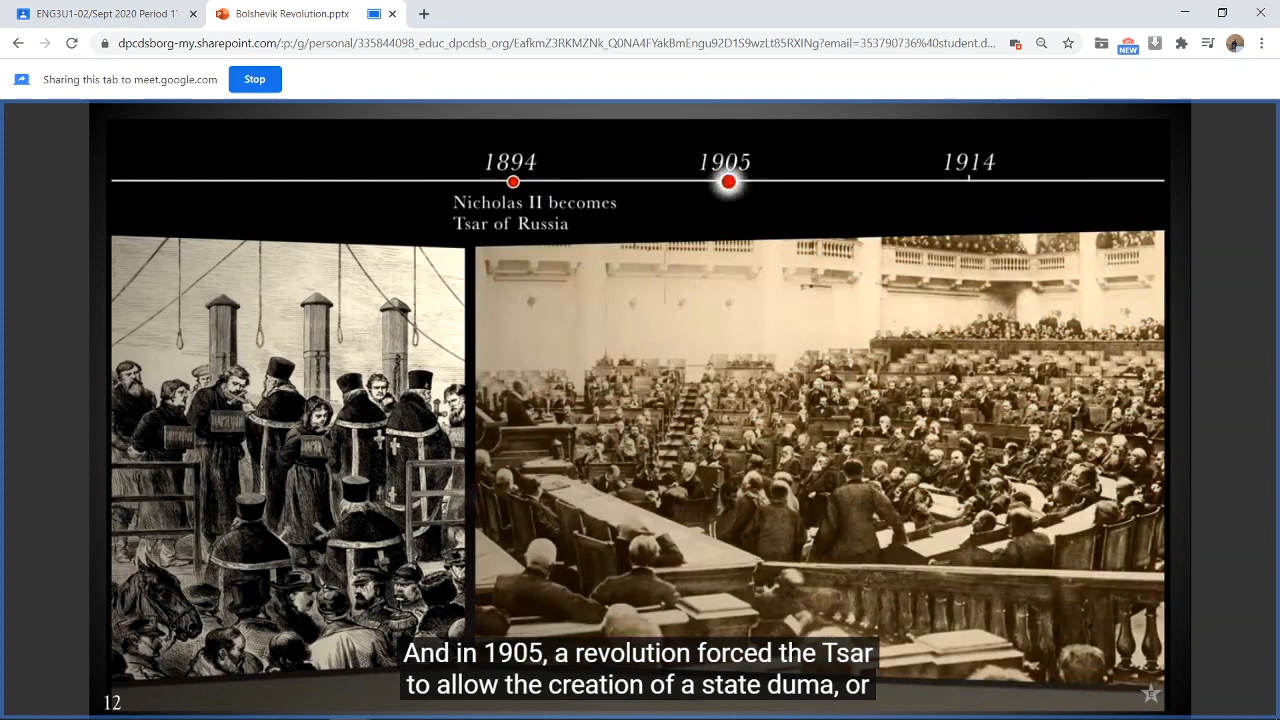 ENG3U1-02/Sept 2020 Period 1
Bolshevik Revolution.pptx
dpcdsborg-my.sharepoint.com/:p:/g/personal/335844098_stuc_dpcdsb_org/EafkmZ3RKMZNk_Q0NA4FYakBmEngu92D1S9wzLt85RXINg?email=353790736%40student.d...
NEW
Sharing this tab to meet.google.com
Stop
1894
1905
1914
Nicholas II becomes
Tsar of Russia
And in 1905, a revolution forced the Tsar
to allow the creation of a state duma, or
12
E